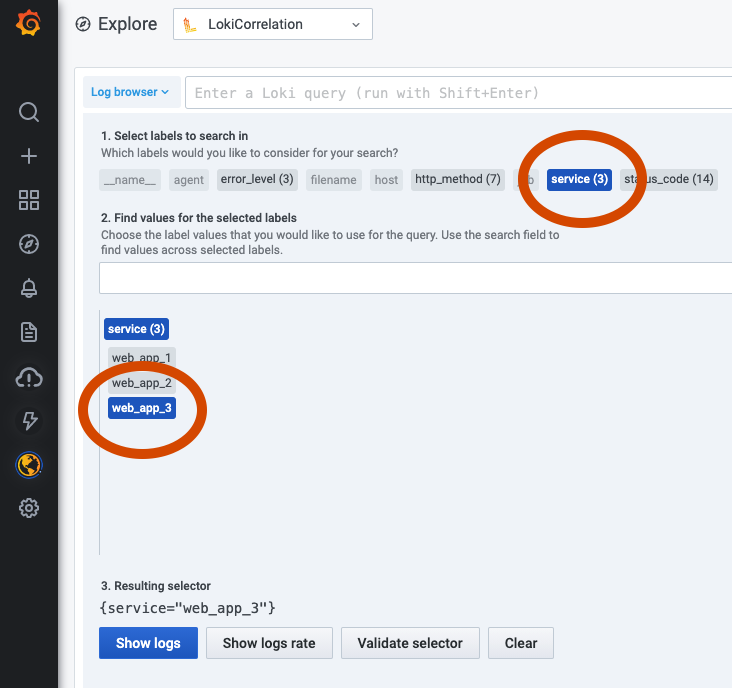 Explore LokiCorrelation
Log browser Enter a Loki query (run with Shift+Enter)
1. Select labels to search in
Which labels would you like to consider for your search?
__name__ agent error_level (3) filename host http_method (7) service (3) status_code (14)
2. Find values for the selected labels
Choose the label values that you would like to use for the query. Use the search field to
find values across selected labels.
service (3)
web_app_1
web_app_2
web_app_3
3. Resulting selector
{service="web_app_3"}
Show logs Show logs rate Validate selector Clear